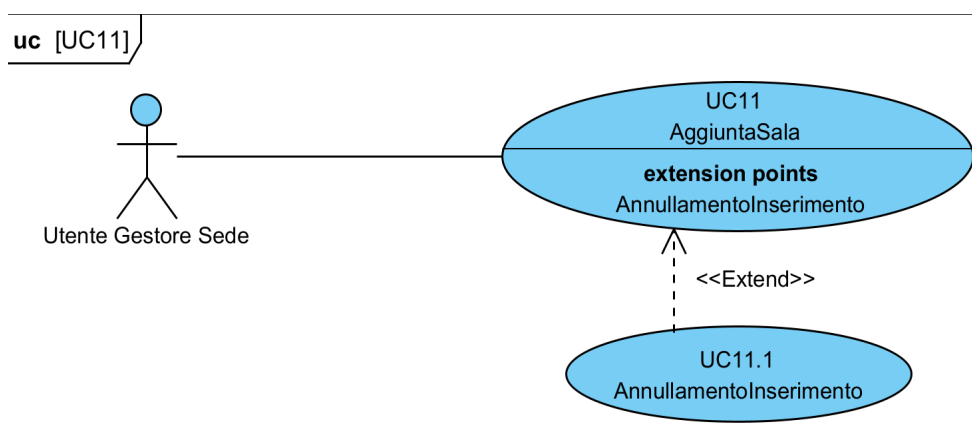 uc [UC11]
UC11
AggiuntaSala
extension points
AnnullamentoInserimento
Utente Gestore Sede
<<Extend>>
UC11.1
AnnullamentoInserimento